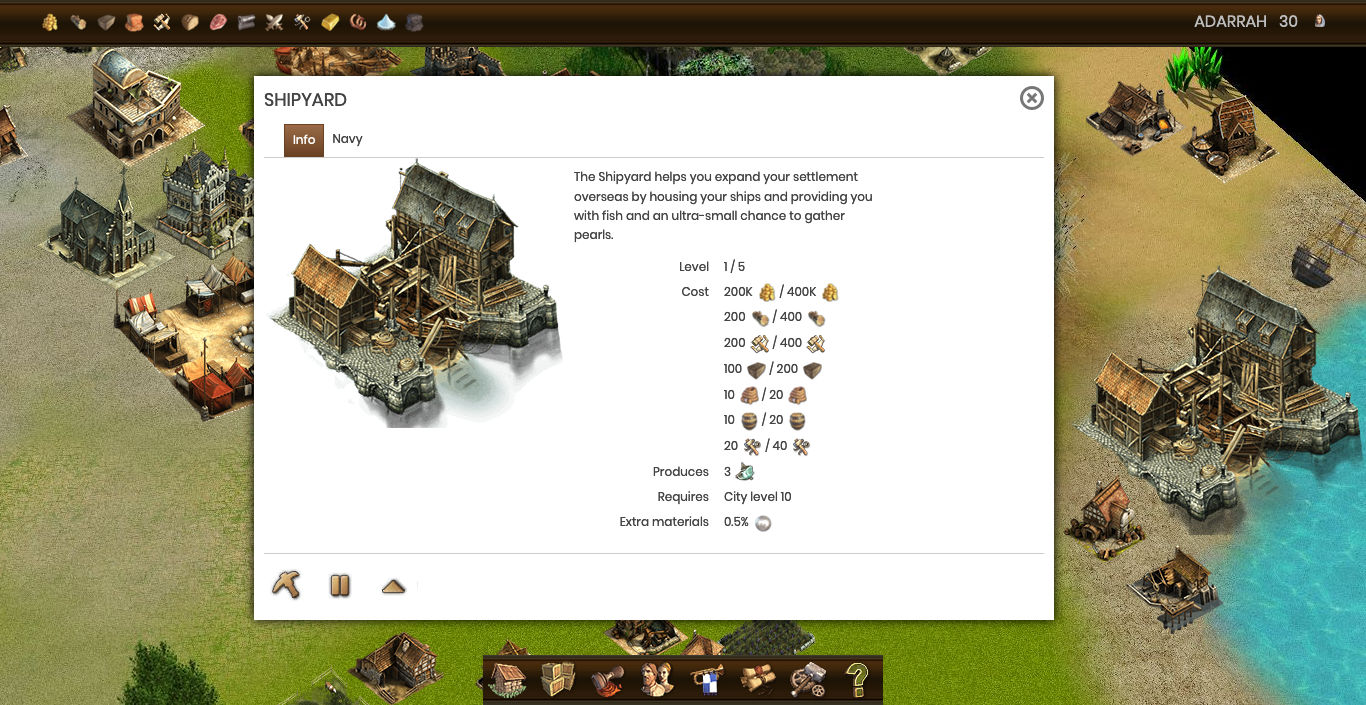 ADARRAH 30
SHIPYARD
Info Navy
The Shipyard helps you expand your settlement
overseas by housing your ships and providing you
with fish and an ultra-small chance to gather
pearls.
Level 1 / 5
Cost 200K / 400K
200 / 400
200 / 400
100 / 200
10 / 20
10 / 20
20 / 40
Produces 3
Requires City level 10
Extra materials 0.5%
?